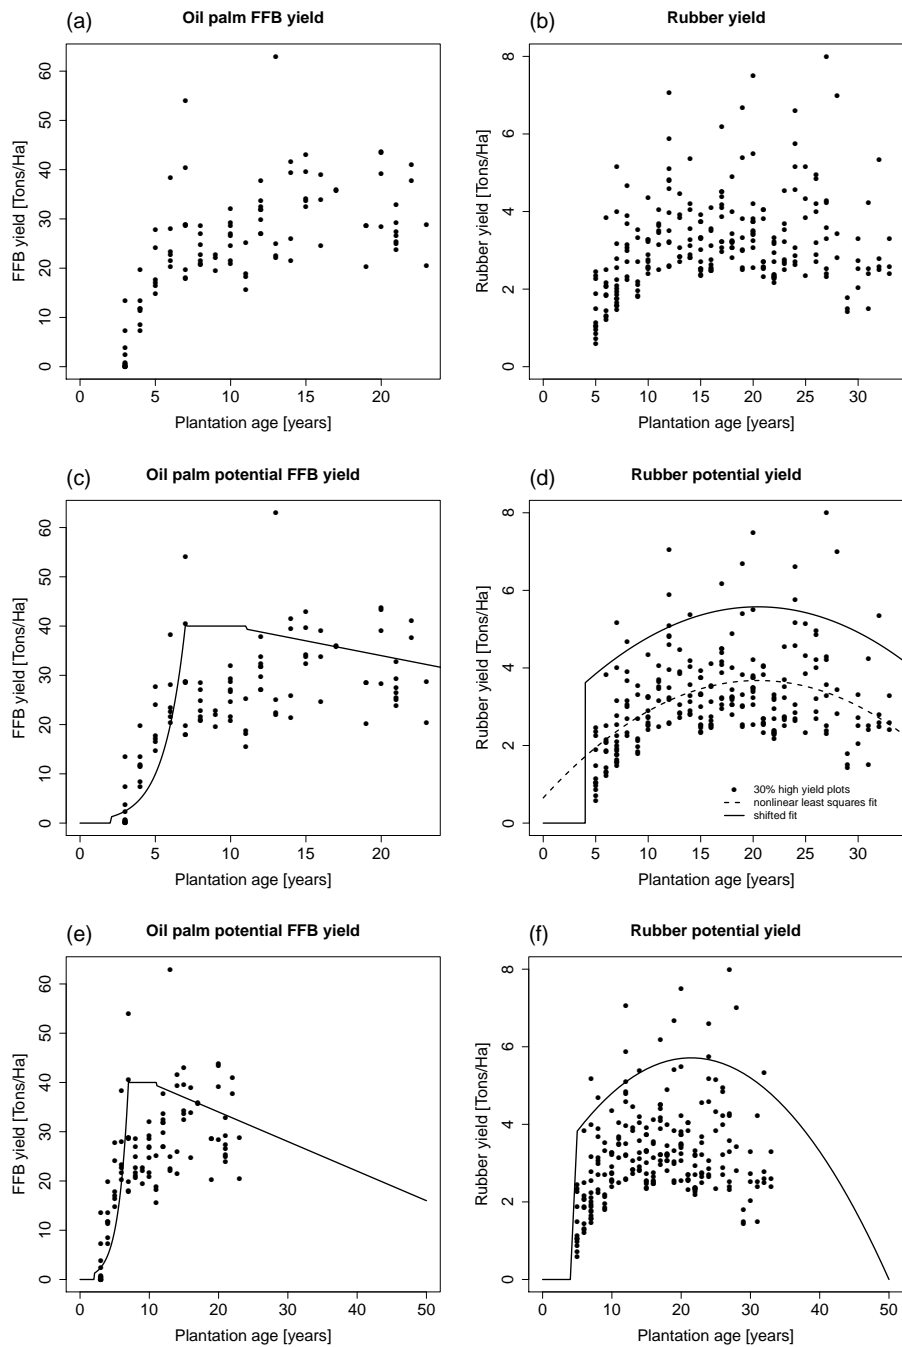 (a) Oil palm FFB yield
FFB yield [Tons/Ha]
0 10 20 30 40 50 60
0 5 10 15 20
Plantation age [years]
(b) Rubber yield
Rubber yield [Tons/Ha]
0 2 4 6 8
0 5 10 15 20 25 30
Plantation age [years]
(c) Oil palm potential FFB yield
FFB yield [Tons/Ha]
0 10 20 30 40 50 60
0 5 10 15 20
Plantation age [years]
(d) Rubber potential yield
Rubber yield [Tons/Ha]
0 2 4 6 8
30% high yield plots
nonlinear least squares fit
shifted fit
0 5 10 15 20 25 30
Plantation age [years]
(e) Oil palm potential FFB yield
FFB yield [Tons/Ha]
0 10 20 30 40 50 60
0 10 20 30 40 50
Plantation age [years]
(f) Rubber potential yield
Rubber yield [Tons/Ha]
0 2 4 6 8
0 10 20 30 40 50
Plantation age [years]